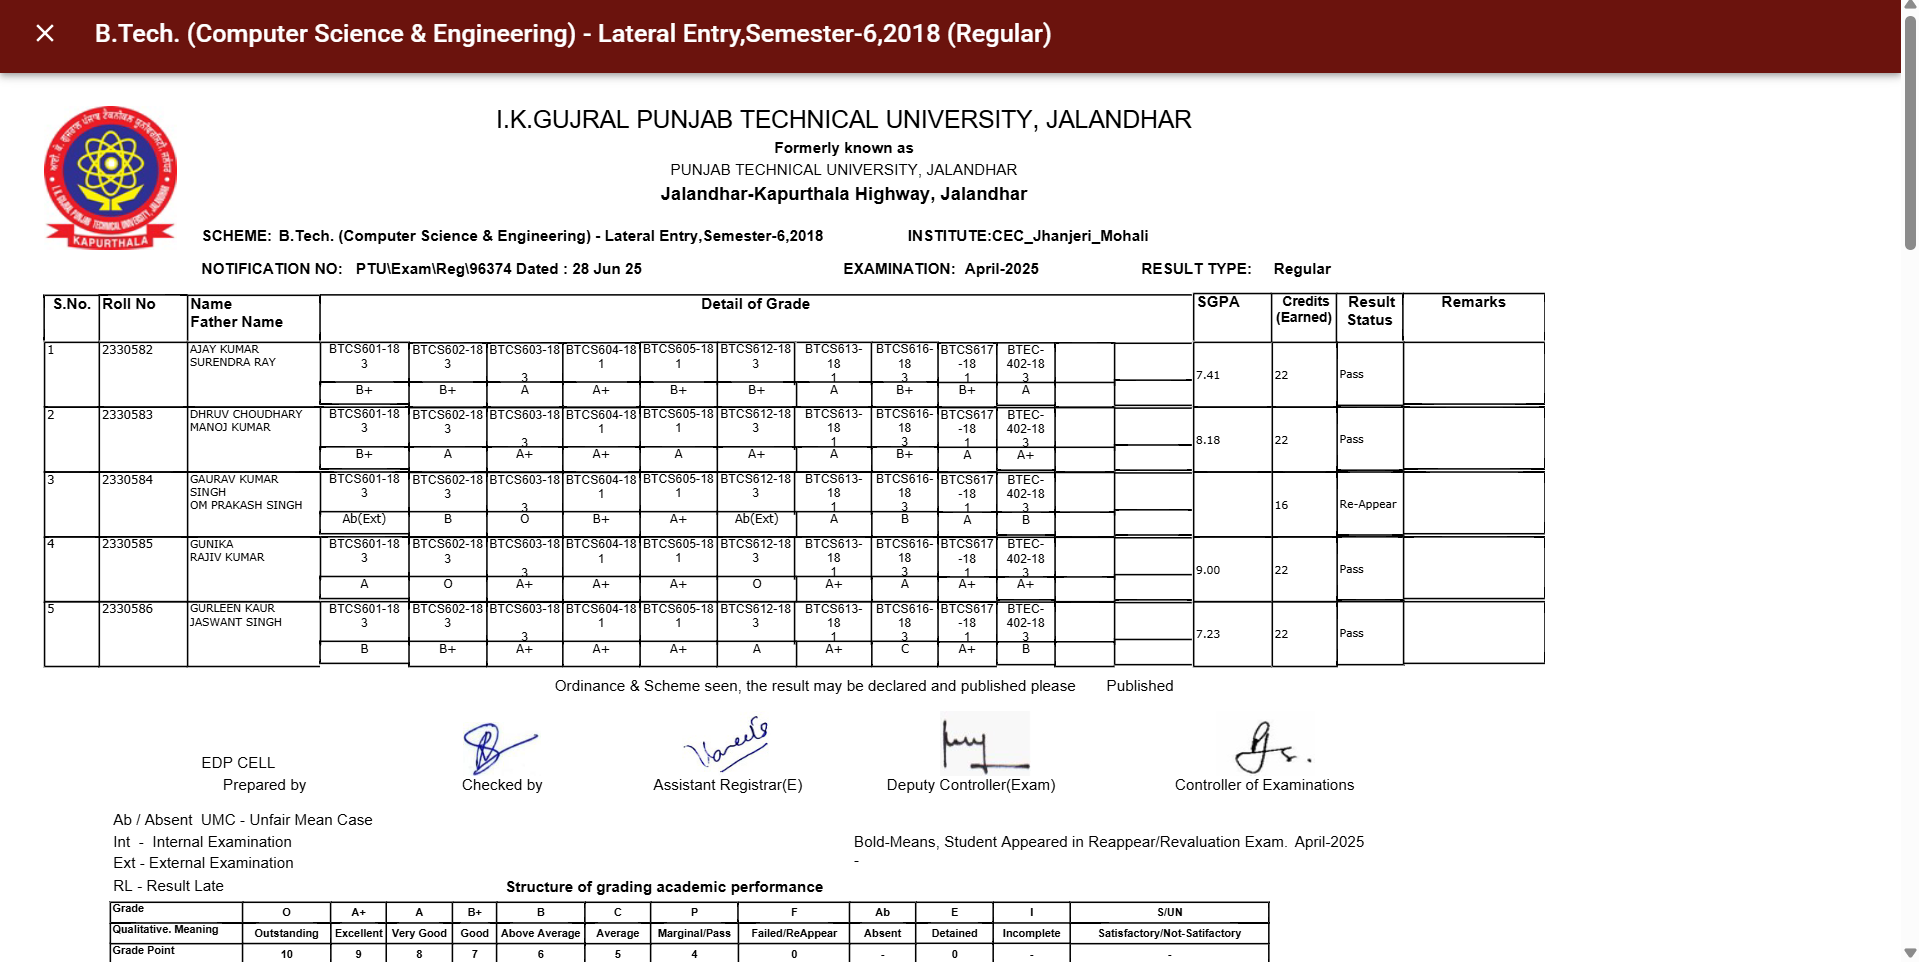 B.Tech. (Computer Science & Engineering) - Lateral Entry,Semester-6,2018 (Regular)
I.K.GUJRAL PUNJAB TECHNICAL UNIVERSITY, JALANDHAR
Formerly known as
PUNJAB TECHNICAL UNIVERSITY, JALANDHAR
Jalandhar-Kapurthala Highway, Jalandhar
KAPURTHALA
SCHEME: B.Tech. (Computer Science & Engineering) - Lateral Entry,Semester-6,2018 INSTITUTE:CEC_Jhanjeri_Mohali
NOTIFICATION NO: PTU\Exam\Reg\96374 Dated : 28 Jun 25 EXAMINATION: April-2025 RESULT TYPE: Regular
S.No. Roll No Name Detail of Grade SGPA Credits Result Remarks
Father Name (Earned) Status
1 2330582 AJAY KUMAR BTCS601-18 BTCS602-18 BTCS603-18 BTCS604-18 BTCS605-18 BTCS612-18 BTCS613- BTCS616- BTCS617 BTEC-
SURENDRA RAY 3 3 1 1 3 18 18 -18 402-18
3 1 3 1 3
7.41 22 Pass
B+ B+ A A+ B+ B+ A B+ B+ A
2 2330583 DHRUV CHOUDHARY BTCS601-18 BTCS602-18 BTCS603-18 BTCS604-18 BTCS605-18 BTCS612-18 BTCS613- BTCS616- BTCS617 BTEC-
MANOJ KUMAR 3 3 1 1 3 18 18 -18 402-18
3 1 3 1 3
8.18 22 Pass
B+ A A+ A+ A A+ A B+ A A+
3 2330584 GAURAV KUMAR BTCS601-18 BTCS602-18 BTCS603-18 BTCS604-18 BTCS605-18 BTCS612-18 BTCS613- BTCS616- BTCS617 BTEC-
SINGH 3 3 1 1 3 18 18 -18 402-18
OM PRAKASH SINGH 3 1 3 1 3 16 Re-Appear
Ab(Ext) B O B+ A+ Ab(Ext) A B A B
4 2330585 GUNIKA BTCS601-18 BTCS602-18 BTCS603-18 BTCS604-18 BTCS605-18 BTCS612-18 BTCS613- BTCS616- BTCS617 BTEC-
RAJIV KUMAR 3 3 1 1 3 18 18 -18 402-18
3 1 3 1 3
9.00 22 Pass
A O A+ A+ A+ O A+ A A+ A+
5 2330586 GURLEEN KAUR BTCS601-18 BTCS602-18 BTCS603-18 BTCS604-18 BTCS605-18 BTCS612-18 BTCS613- BTCS616- BTCS617 BTEC-
JASWANT SINGH 3 3 1 1 3 18 18 -18 402-18
3 1 3 1 3
7.23 22 Pass
B B+ A+ A+ A+ A A+ C A+ B
Ordinance & Scheme seen, the result may be declared and published please Published
EDP CELL
Prepared by Checked by Assistant Registrar(E) Deputy Controller(Exam) Controller of Examinations
Ab / Absent UMC - Unfair Mean Case
Int - Internal Examination Bold-Means, Student Appeared in Reappear/Revaluation Exam. April-2025
Ext - External Examination -
RL - Result Late Structure of grading academic performance
Grade O A+ A B+ B C P F Ab E I S/UN
Qualitative. Meaning Outstanding Excellent Very Good Good Above Average Average Marginal/Pass Failed/ReAppear Absent Detained Incomplete Satisfactory/Not-Satifactory
Grade Point 10 9 8 7 6 5 4 0 - 0 - -